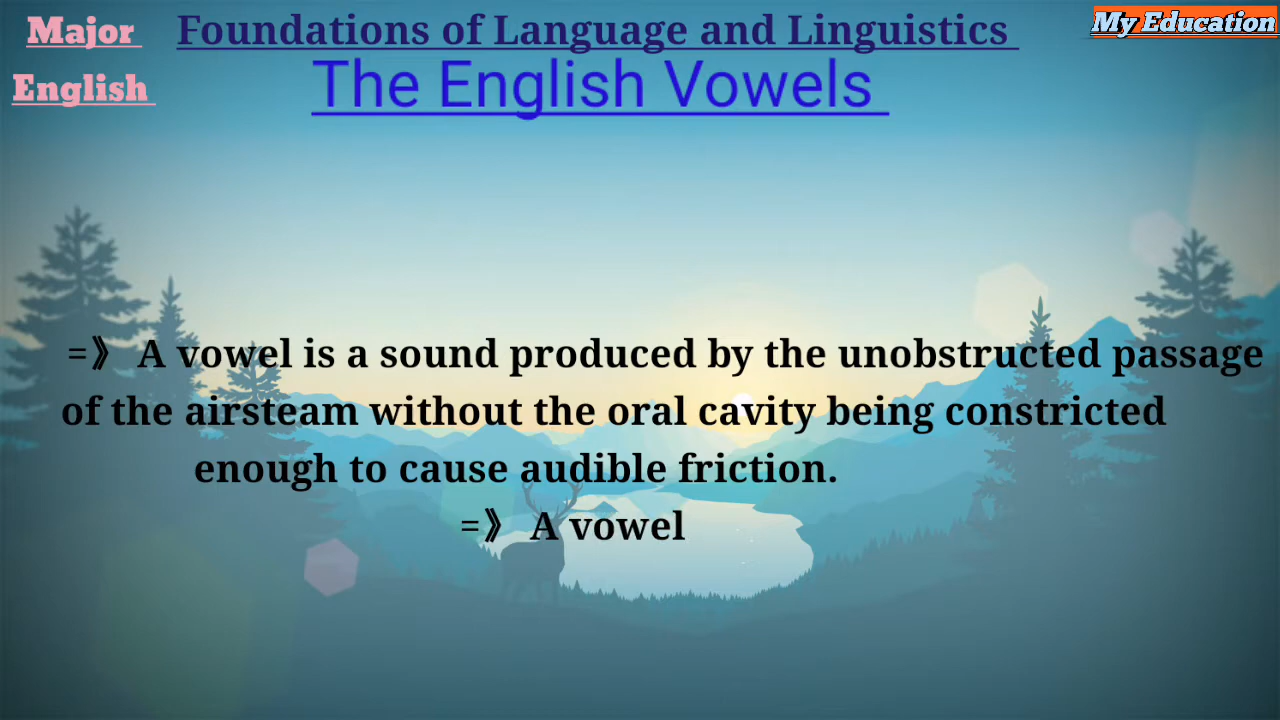 Major
English
Foundations of Language and Linguistics
My Education
The English Vowels
=》 A vowel is a sound produced by the unobstructed passage
of the airsteam without the oral cavity being constricted
enough to cause audible friction.
=》 A vowel